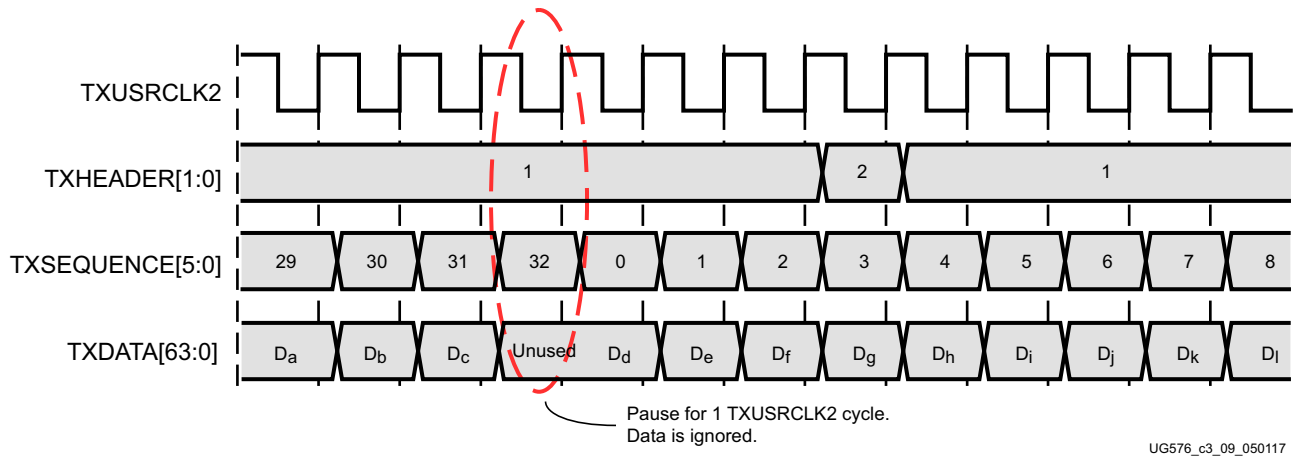 TXUSRCLK2
TXHEADER[1:0] 1 2 1
TXSEQUENCE[5:0] 29 30 31 32 0 1 2 3 4 5 6 7 8
TXDATA[63:0] Da Db Dc Unused Dd De Df Dg Dh Di Dj Dk Dl
Pause for 1 TXUSRCLK2 cycle.
Data is ignored.
UG576_c3_09_050117